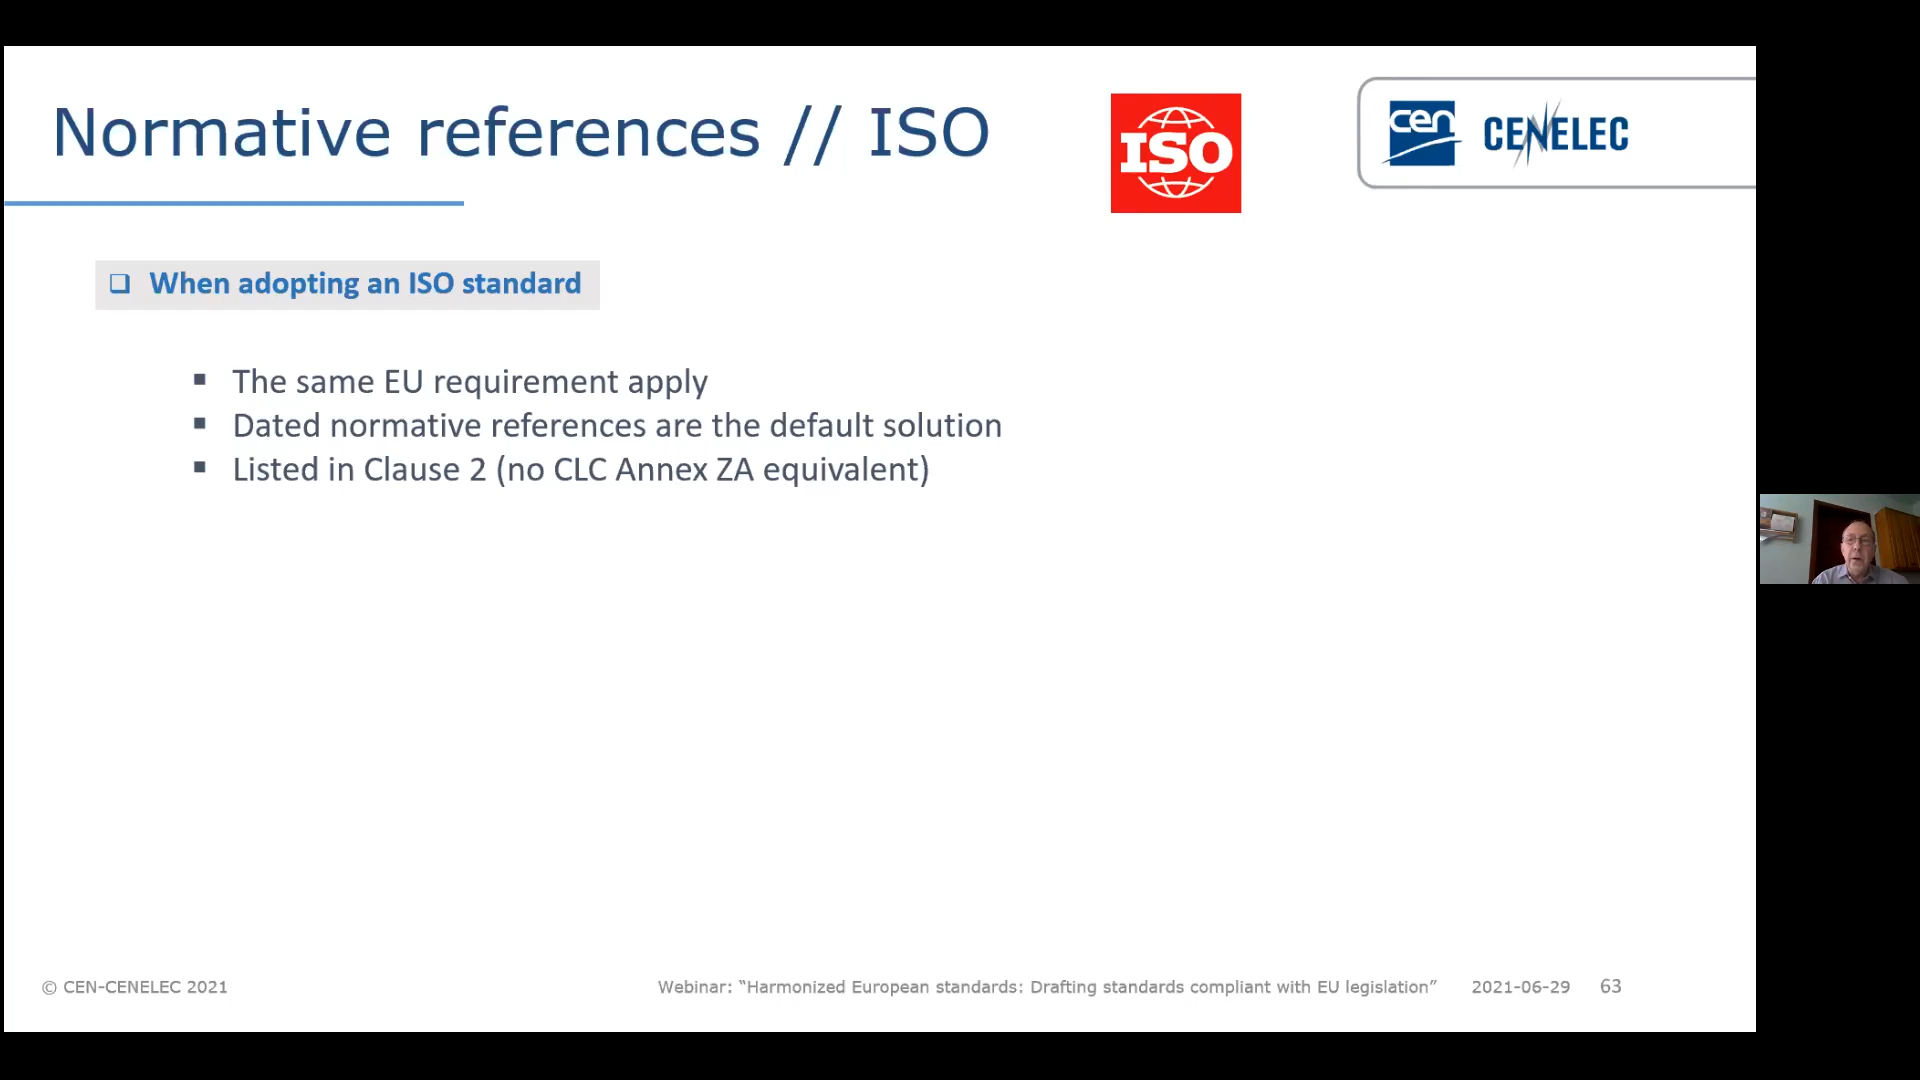 Normative references // ISO
ISO
cen
CENELEC
When adopting an ISO standard
The same EU requirement apply
Dated normative references are the default solution
Listed in Clause 2 (no CLC Annex ZA equivalent)
© CEN-CENELEC 2021
Webinar: “Harmonized European standards: Drafting standards compliant with EU legislation” 2021-06-29 63